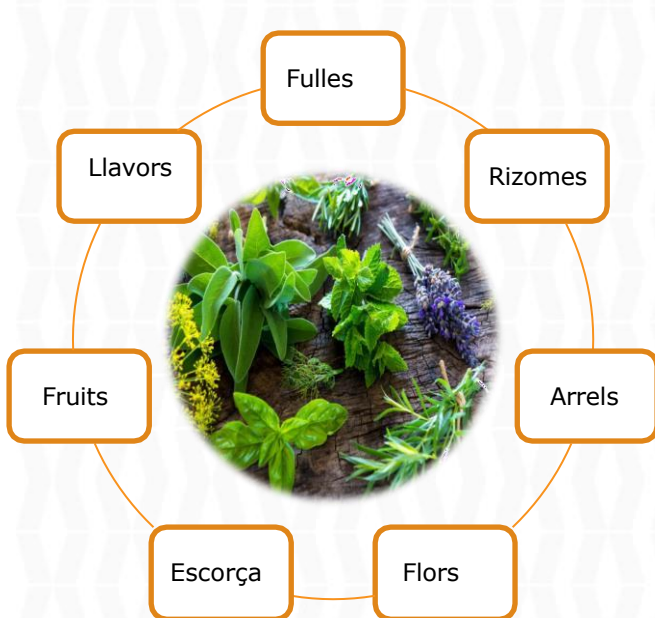 Fulles
Rizomes
Arrels
Flors
Escorça
Fruits
Llavors